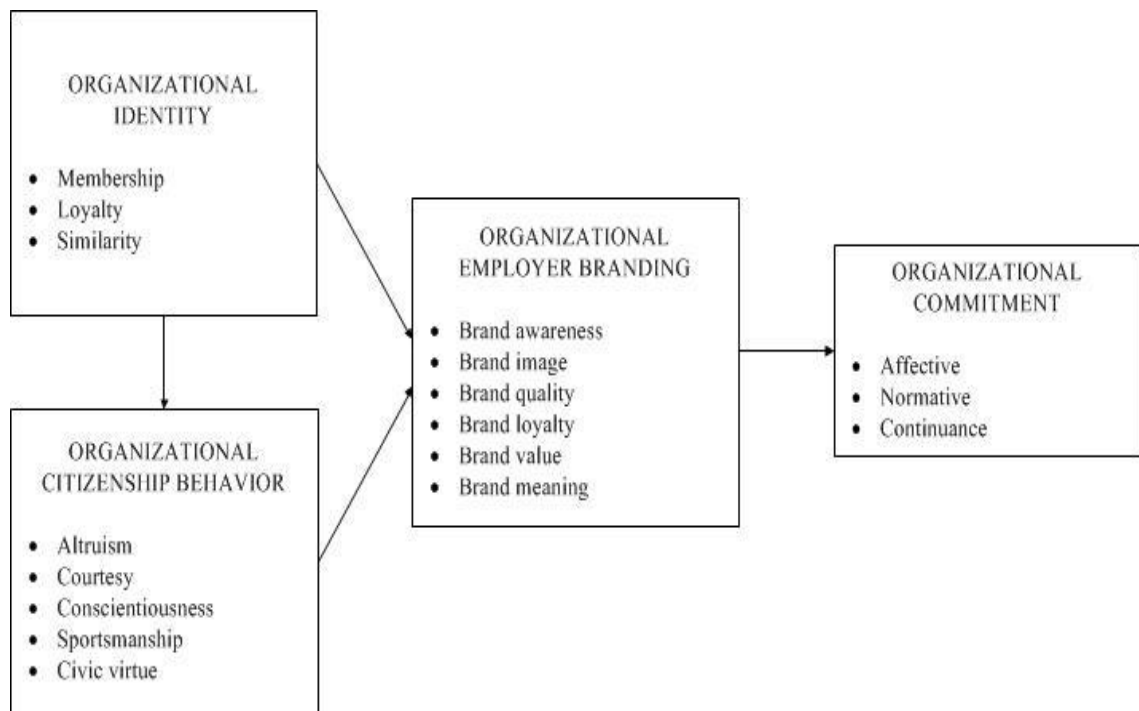 ORGANIZATIONAL
IDENTITY
• Membership
• Loyalty
• Similarity
ORGANIZATIONAL
CITIZENSHIP BEHAVIOR
• Altruism
• Courtesy
• Conscientiousness
• Sportsmanship
• Civic virtue
ORGANIZATIONAL
EMPLOYER BRANDING
• Brand awareness
• Brand image
• Brand quality
• Brand loyalty
• Brand value
• Brand meaning
ORGANIZATIONAL
COMMITMENT
• Affective
• Normative
• Continuance